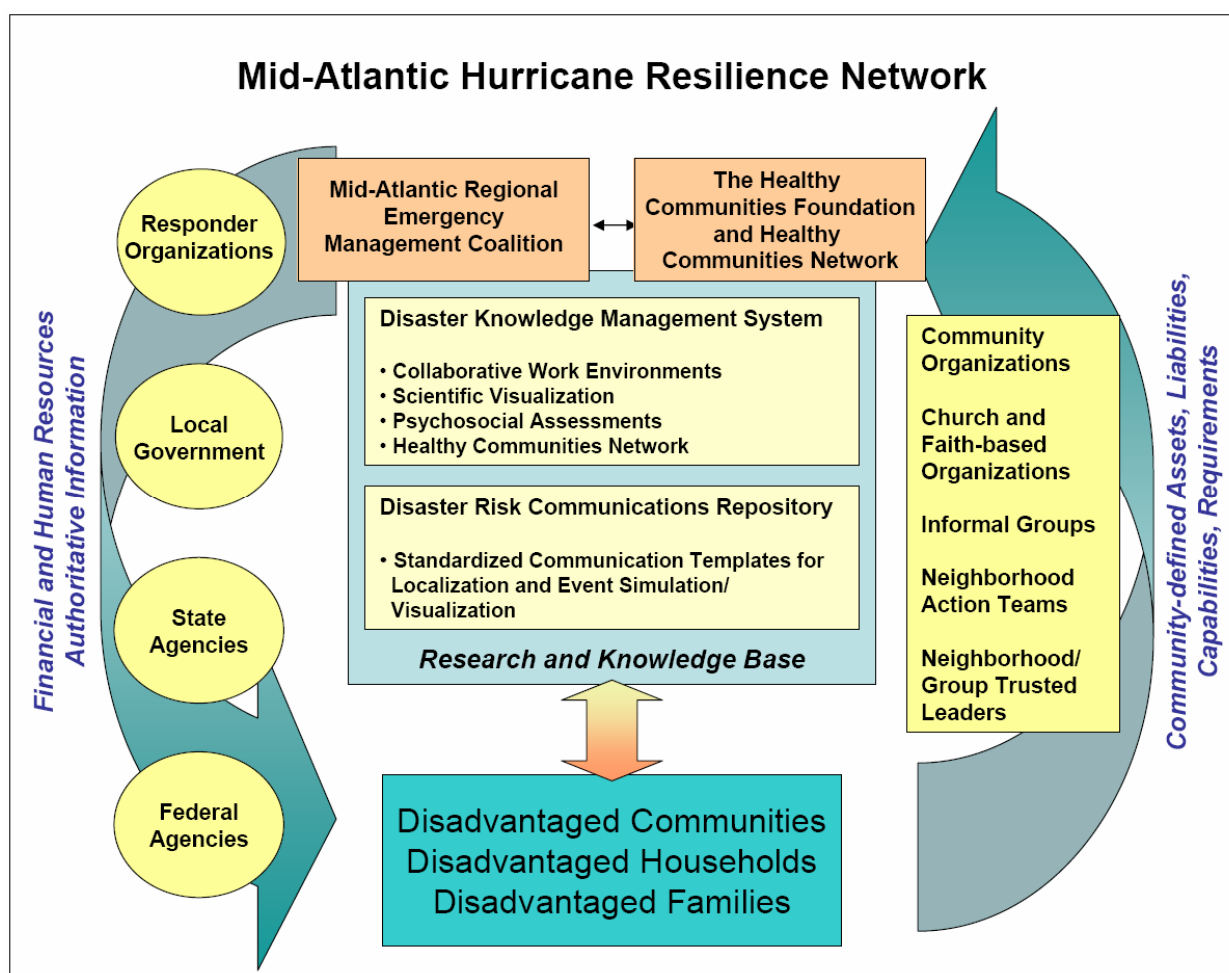 Mid-Atlantic Hurricane Resilience Network
Financial and Human Resources
Authoritative Information
Responder
Organizations
Local
Government
State
Agencies
Federal
Agencies
Mid-Atlantic Regional
Emergency
Management Coalition
The Healthy
Communities Foundation
and Healthy
Communities Network
Disaster Knowledge Management System
• Collaborative Work Environments
• Scientific Visualization
• Psychosocial Assessments
• Healthy Communities Network
Disaster Risk Communications Repository
• Standardized Communication Templates for
Localization and Event Simulation/
Visualization
Research and Knowledge Base
Disadvantaged Communities
Disadvantaged Households
Disadvantaged Families
Community
Organizations
Church and
Faith-based
Organizations
Informal Groups
Neighborhood
Action Teams
Neighborhood/
Group Trusted
Leaders
Community-defined Assets, Liabilities,
Capabilities, Requirements